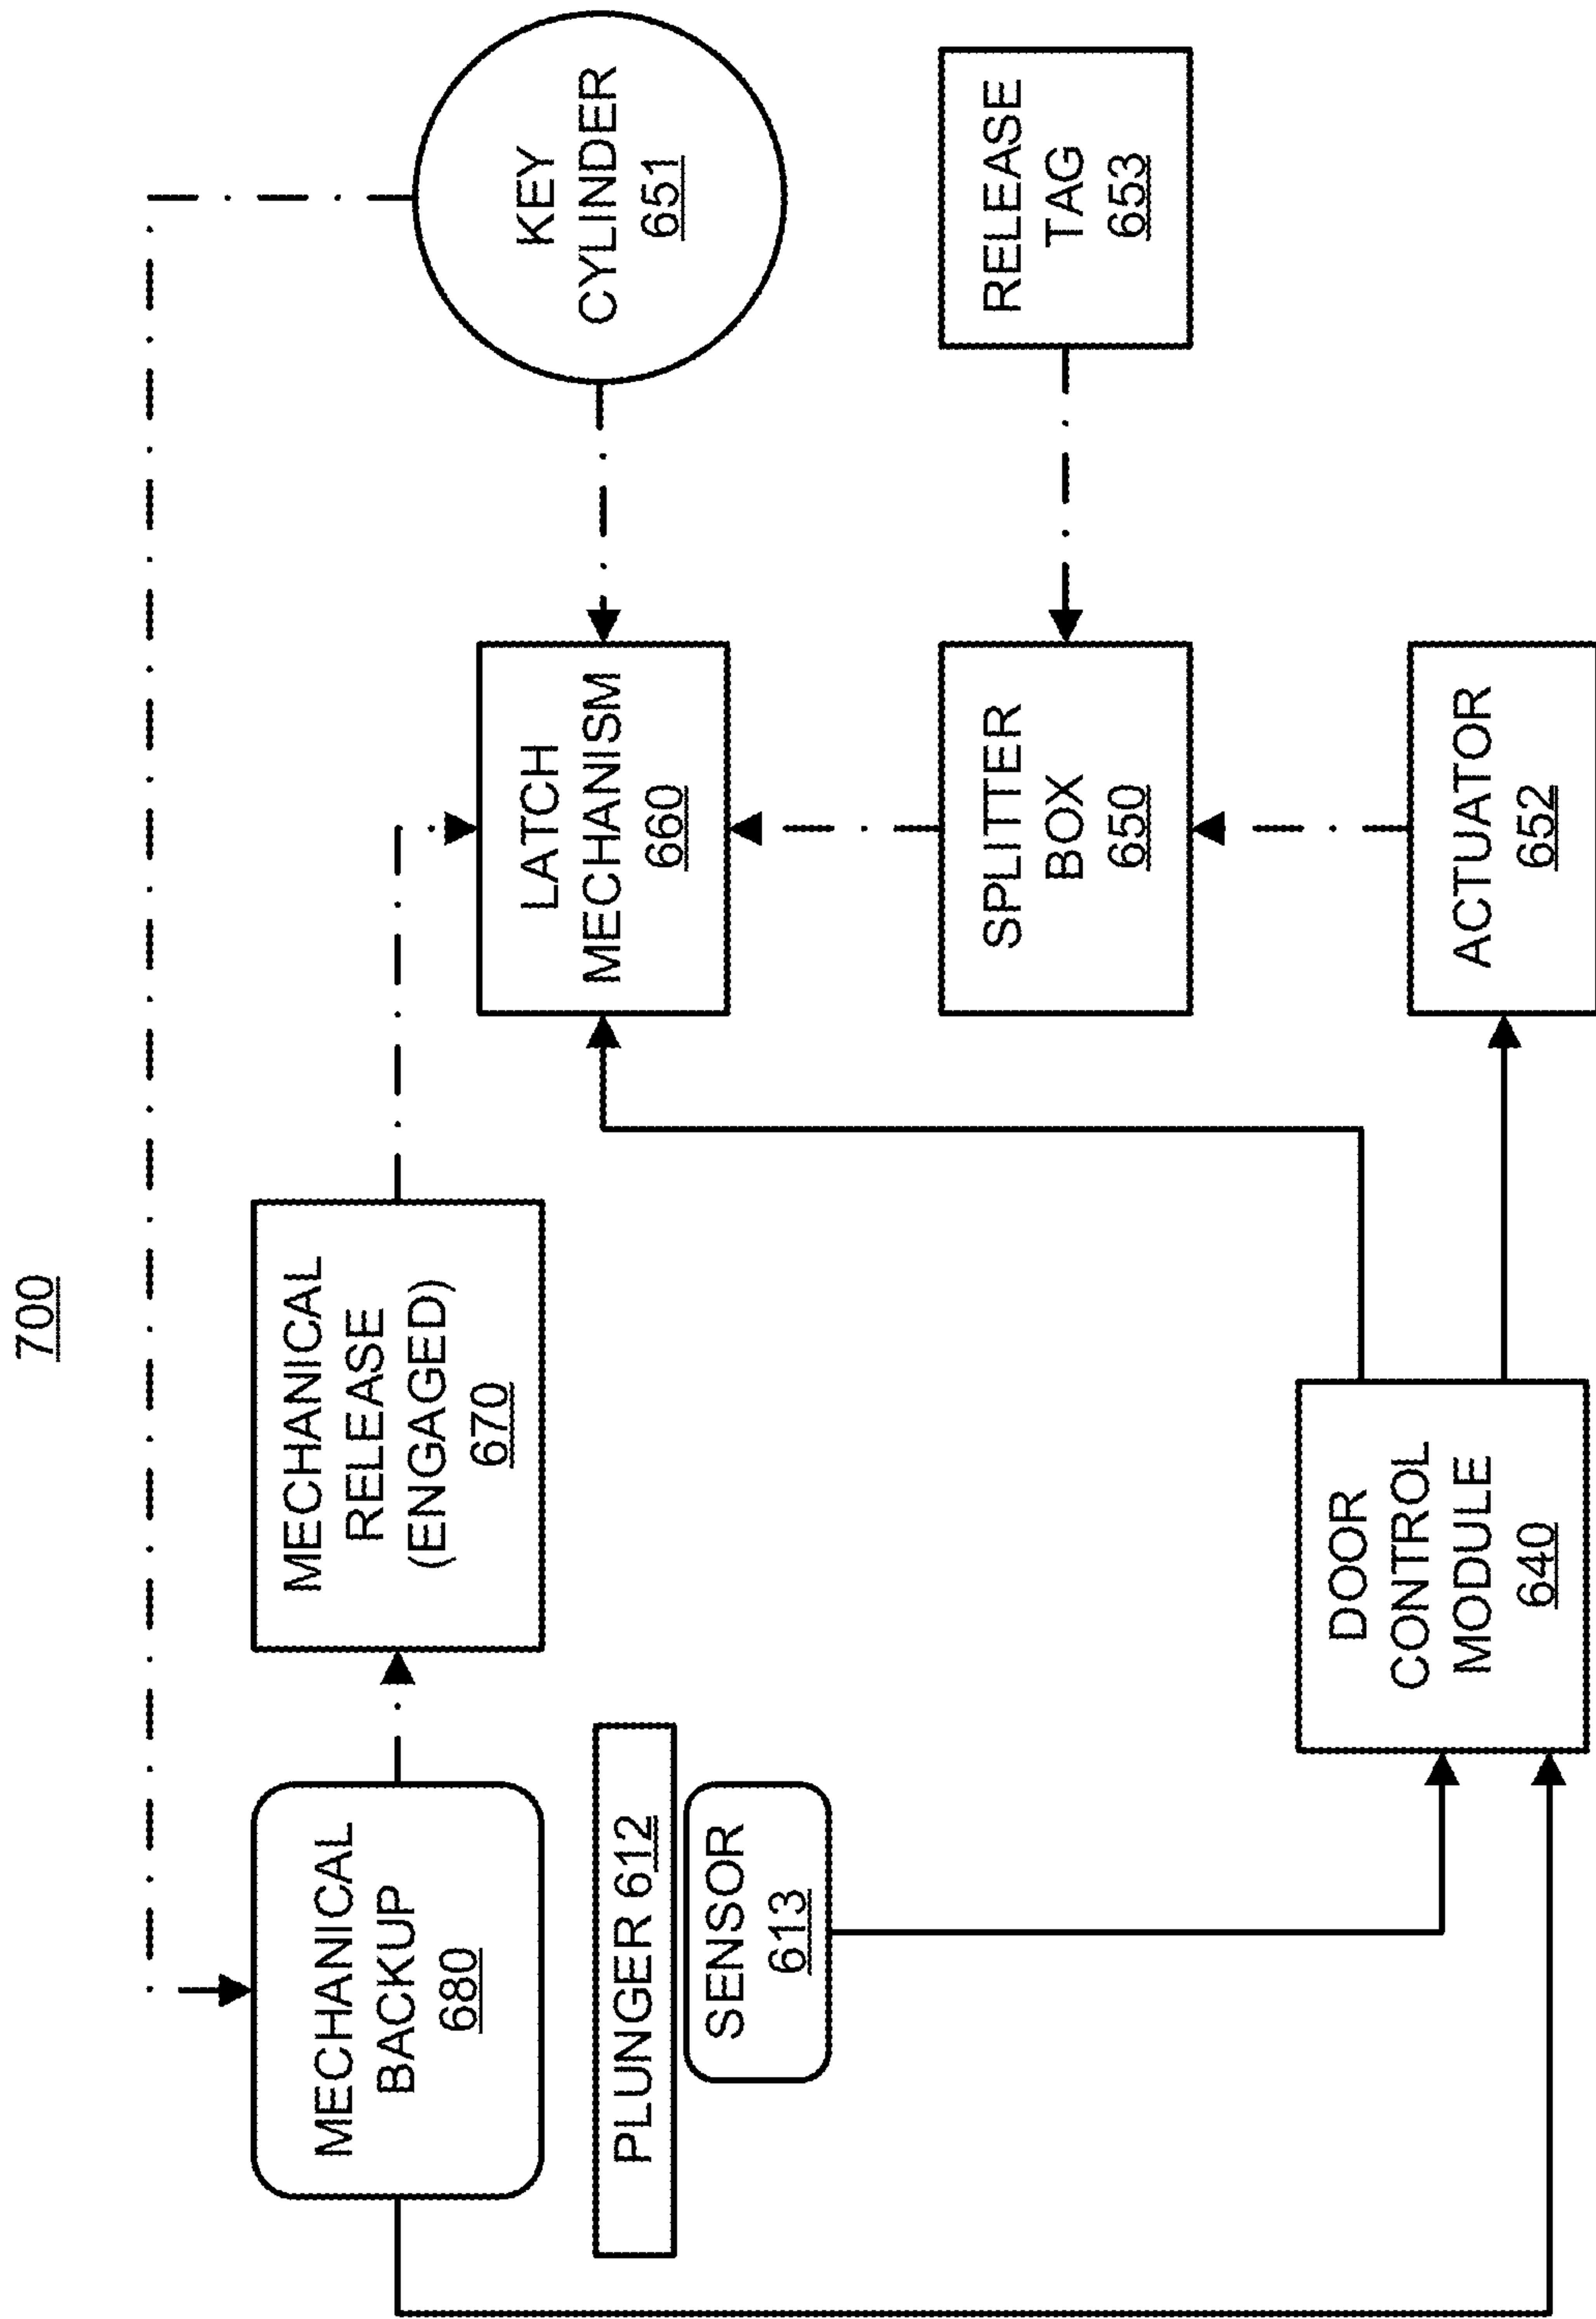 700
MECHANICAL
BACKUP
680
MECHANICAL
RELEASE
(ENGAGED)
670
KEY
CYLINDER
651
LATCH
MECHANISM
660
PLUNGER 612
SENSOR
613
RELEASE
TAG
653
SPLITTER
BOX
650
DOOR
CONTROL
MODULE
640
ACTUATOR
652